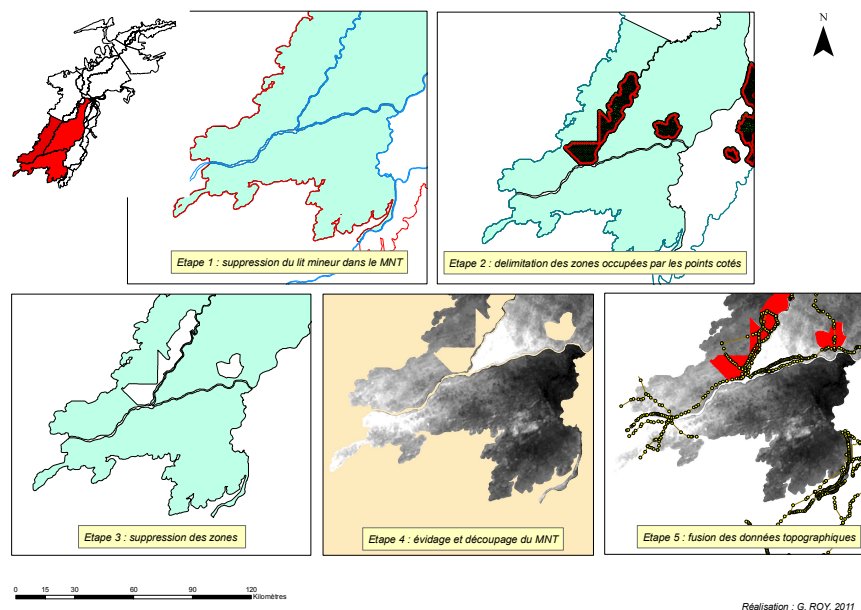 N
Etape 1 : suppression du lit mineur dans le MNT
Etape 2 : delimitation des zones occupées par les points cotés
Etape 3 : suppression des zones
Etape 4 : évidage et découpage du MNT
Etape 5 : fusion des données topographiques
0 15 30 60 90 120
Kilomètres
Réalisation : G. ROY. 2011